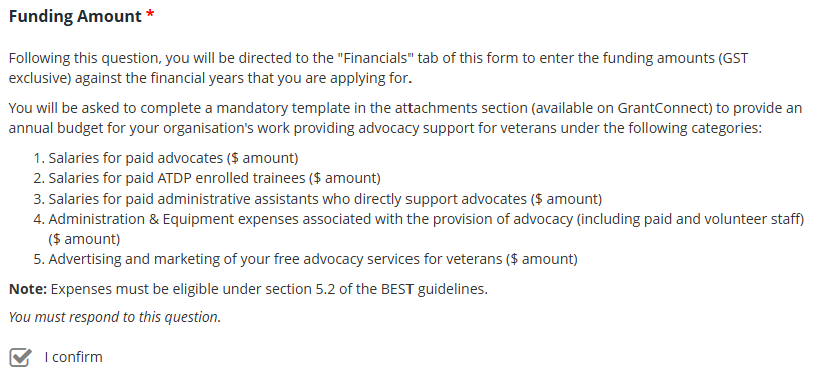 Funding Amount *
Following this question, you will be directed to the "Financials" tab of this form to enter the funding amounts (GST
exclusive) against the financial years that you are applying for.
You will be asked to complete a mandatory template in the attachments section (available on GrantConnect) to provide an
annual budget for your organisation's work providing advocacy support for veterans under the following categories:
1. Salaries for paid advocates ($ amount)
2. Salaries for paid ATDP enrolled trainees ($ amount)
3. Salaries for paid administrative assistants who directly support advocates ($ amount)
4. Administration & Equipment expenses associated with the provision of advocacy (including paid and volunteer staff)
($ amount)
5. Advertising and marketing of your free advocacy services for veterans ($ amount)
Note: Expenses must be eligible under section 5.2 of the BEST guidelines.
You must respond to this question.
I confirm